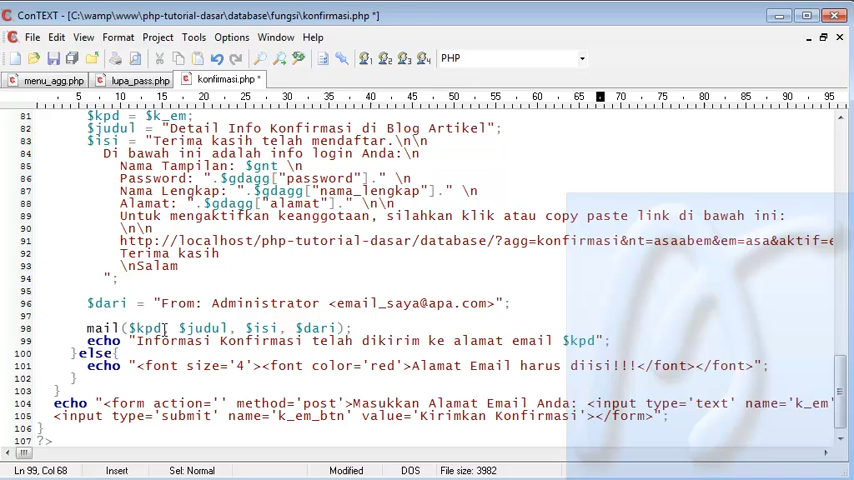 ConTEXT - [C:\wamp\www\php-tutorial-dasar\database\fungsi\konfirmasi.php *]
File Edit View Format Project Tools Options Window Help
PHP
menu_agg.php lupa_pass.php konfirmasi.php *
5 10 15 20 25 30 35 40 45 50 55 60 65 70 75 80 85 90 95
81 $kpd = $k_em;
82 $judul = "Detail Info Konfirmasi di Blog Artikel";
83 $isi = "Terima kasih telah mendaftar.\n\n
84 Di bawah ini adalah info login Anda:\n
85 Nama Tampilan: $gnt \n
86 Password: ".$gdagg["password"]." \n
87 Nama Lengkap: ".$gdagg["nama_lengkap"]." \n
88 Alamat: ".$gdagg["alamat"]." \n\n
89 Untuk mengaktifkan keanggotaan, silahkan klik atau copy paste link di bawah ini:
90 \n\n
91 http://localhost/php-tutorial-dasar/database/?agg=konfirmasi&nt=asaabem&em=asa&aktif=e
92 Terima kasih
93 \nSalam
94 ";
95
96 $dari = "From: Administrator <email_saya@apa.com>";
97
98 mail($kpd, $judul, $isi, $dari);
99 echo "Informasi Konfirmasi telah dikirim ke alamat email $kpd";
100 }else{
101 echo "<font size='4'><font color='red'>Alamat Email harus diisi!!!</font></font>";
102 }
103 }
104 echo "<form action='' method='post'>Masukkan Alamat Email Anda: <input type='text' name='k_em'
105 <input type='submit' name='k_em_btn' value='Kirimkan Konfirmasi'></form>";
106 }
107 ?>
Ln 99, Col 68 Insert Sel: Normal Modified DOS File size: 3982